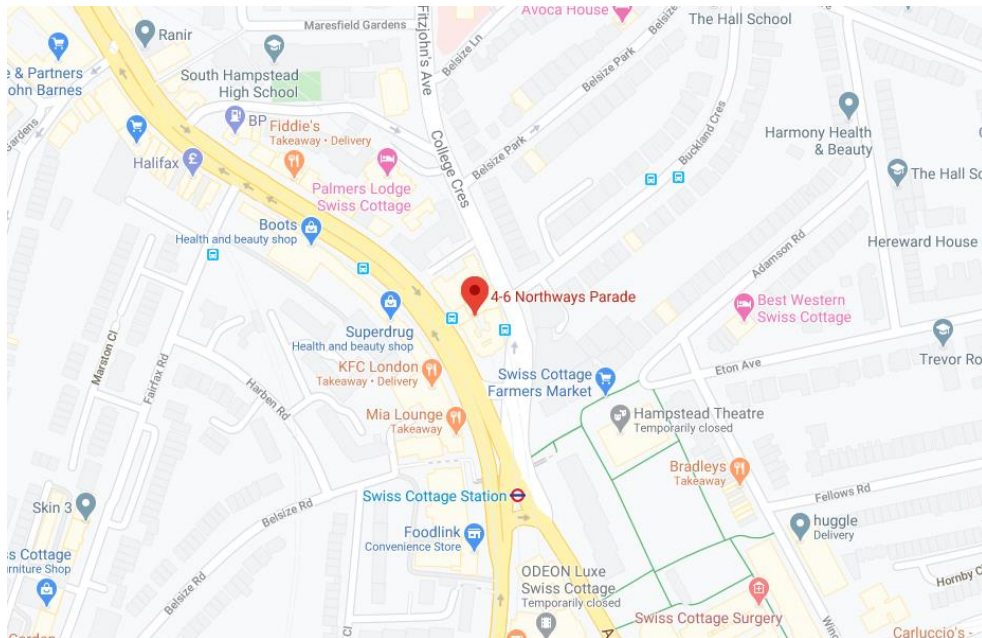 Maresfield Gardens
Fitzjohn's Ave
Avoca House
The Hall School
Ranir
Belsize Ln
Belsize Park
e & Partners
ohn Barnes
South Hampstead
High School
Gardens
BP
Fiddie's
Takeaway • Delivery
College Cres
Belsize Park
Buckland Cres
Harmony Health
& Beauty
Halifax
Palmers Lodge
Swiss Cottage
The Hall Sc
Boots
Health and beauty shop
Adamson Rd
Hereward House
4-6 Northways Parade
Best Western
Swiss Cottage
Superdrug
Health and beauty shop
Marston Cl
Fairfax Rd
Harben Rd
KFC London
Takeaway • Delivery
Swiss Cottage
Farmers Market
Eton Ave
Trevor Ro
Mia Lounge
Takeaway
Hampstead Theatre
Temporarily closed
Bradleys
Takeaway
Swiss Cottage Station
Fellows Rd
Skin 3
Belsize Rd
Foodlink
Convenience Store
huggle
Delivery
ss Cottage
urniture Shop
Belsize Rd
ODEON Luxe
Swiss Cottage
Temporarily closed
Hornby C
Swiss Cottage Surgery
Win
A
Carluccio's -